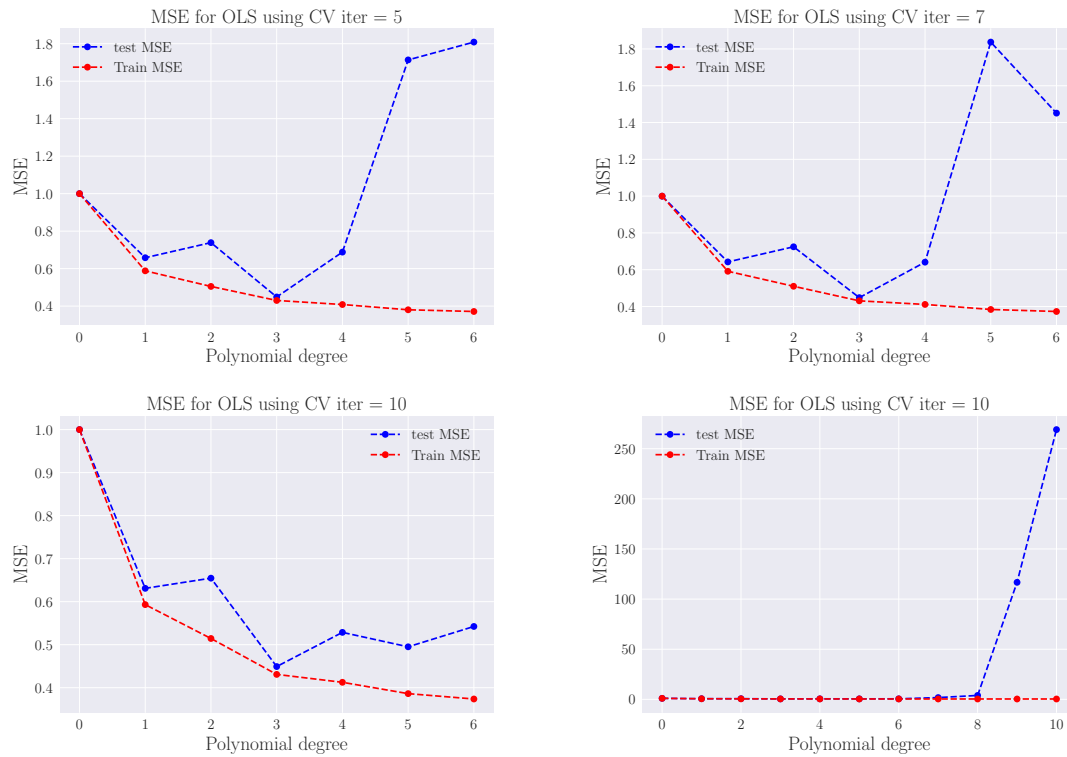 MSE for OLS using CV iter = 5
test MSE
Train MSE
1.8
1.6
1.4
1.2
1.0
0.8
0.6
0.4
MSE
0 1 2 3 4 5 6
Polynomial degree
MSE for OLS using CV iter = 7
test MSE
Train MSE
1.8
1.6
1.4
1.2
1.0
0.8
0.6
0.4
MSE
0 1 2 3 4 5 6
Polynomial degree
MSE for OLS using CV iter = 10
test MSE
Train MSE
1.0
0.9
0.8
0.7
0.6
0.5
0.4
MSE
0 1 2 3 4 5 6
Polynomial degree
MSE for OLS using CV iter = 10
test MSE
Train MSE
250
200
150
100
50
0
MSE
0 2 4 6 8 10
Polynomial degree